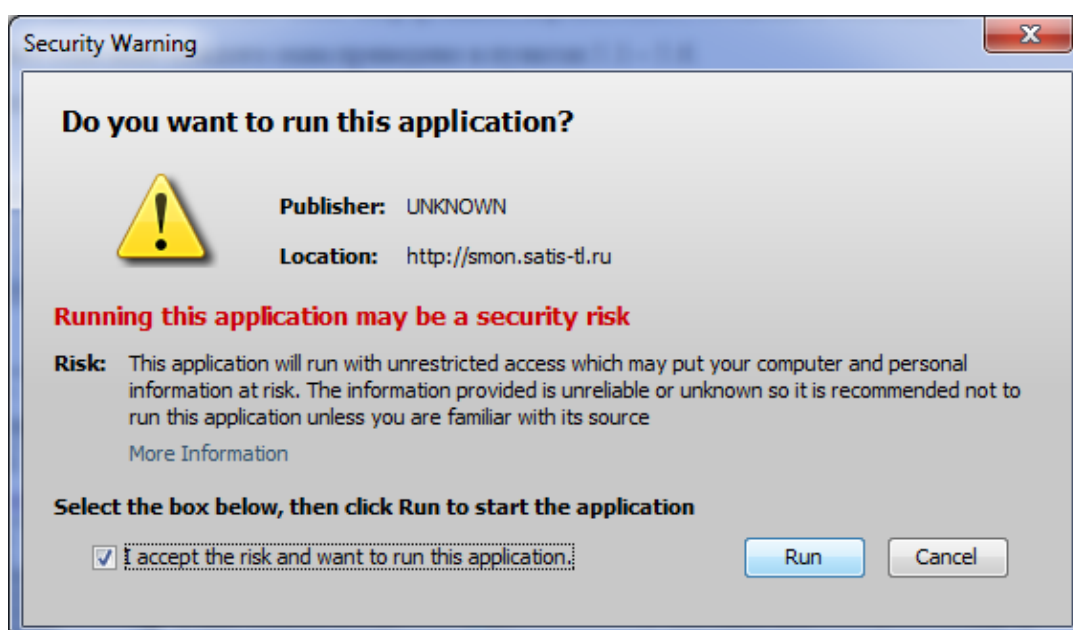 Security Warning
Do you want to run this application?
Publisher: UNKNOWN
Location: http://smon.satis-tl.ru
Running this application may be a security risk
Risk: This application will run with unrestricted access which may put your computer and personal
information at risk. The information provided is unreliable or unknown so it is recommended not to
run this application unless you are familiar with its source
More Information
Select the box below, then click Run to start the application
I accept the risk and want to run this application.
Run Cancel